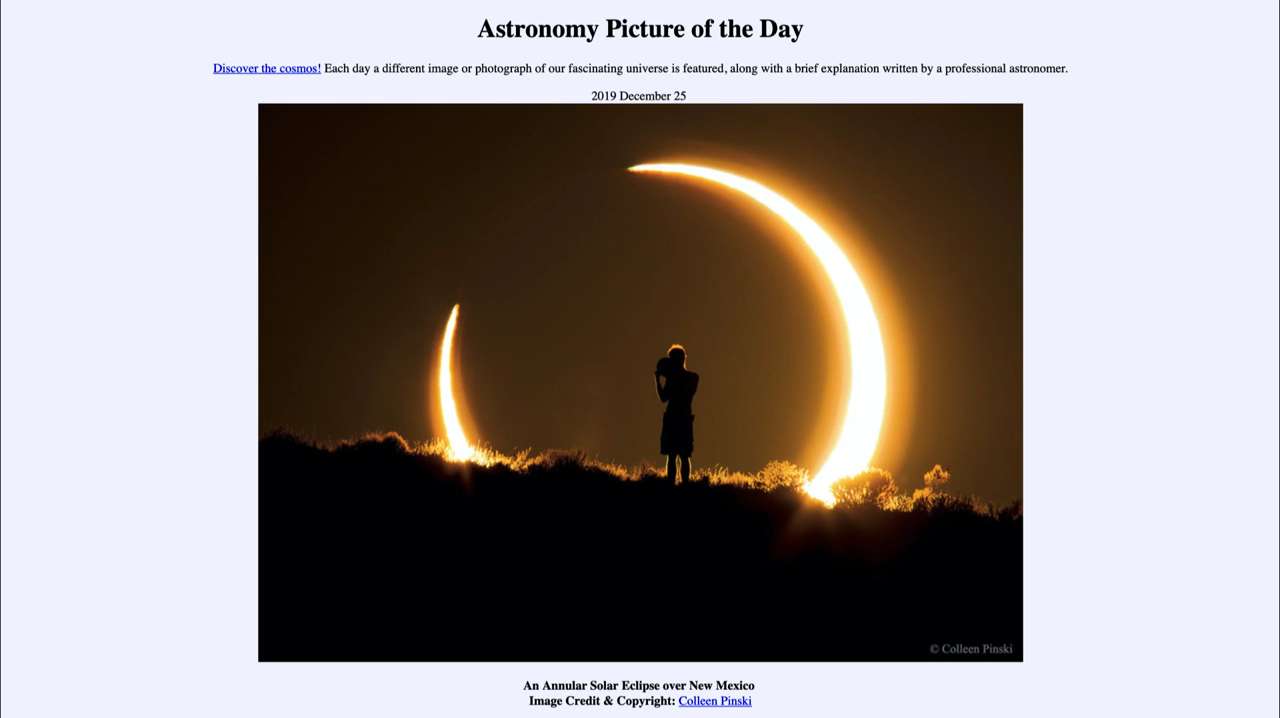 Astronomy Picture of the Day
Discover the cosmos! Each day a different image or photograph of our fascinating universe is featured, along with a brief explanation written by a professional astronomer.
2019 December 25
© Colleen Pinski
An Annular Solar Eclipse over New Mexico
Image Credit & Copyright: Colleen Pinski